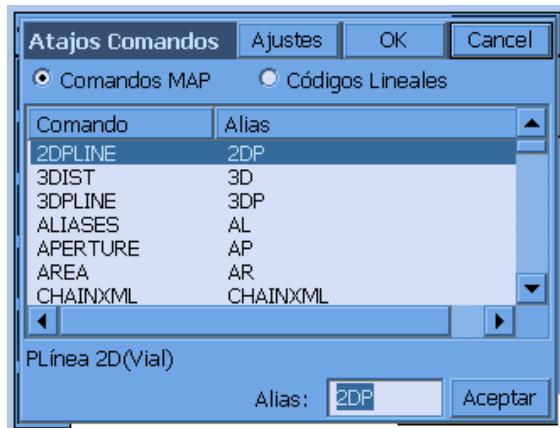 Atajos Comandos Ajustes OK Cancel
Comandos MAP Códigos Lineales
Comando Alias
2DPLINE 2DP
3DIST 3D
3DPLINE 3DP
ALIASES AL
APERTURE AP
AREA AR
CHAINXML CHAINXML
PLínea 2D(Vial)
Alias: 2DP Aceptar